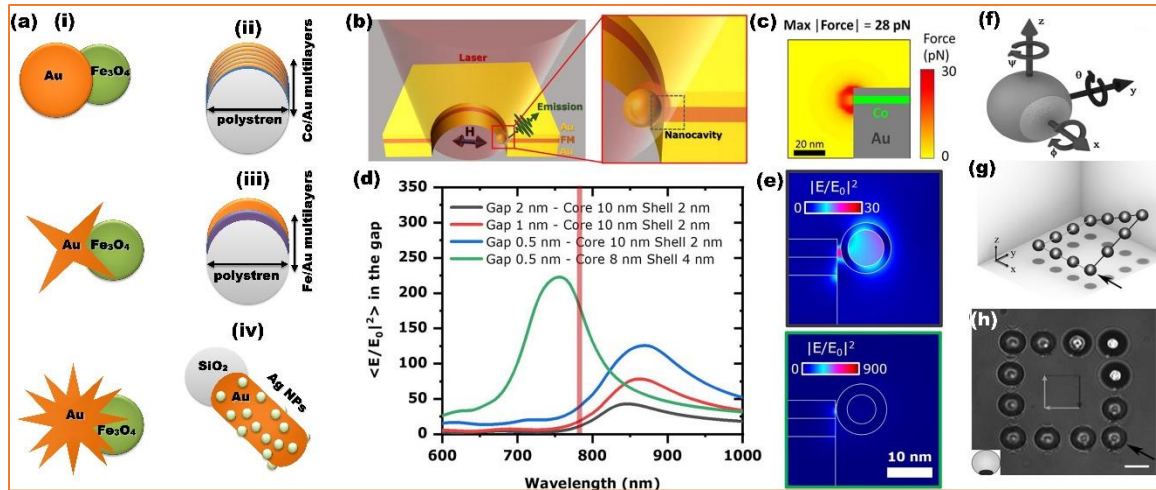 (a) (i)
Au
Fe3O4
Au
Fe3O4
Au
Fe3O4
(ii)
polystren
Co/Au multilayers
(iii)
polystren
Fe/Au multilayers
(iv)
SiO2
Au
Ag NPs
(b)
Laser
Emission
H
Au
FM
Au
Nanocavity
(c)
Max |Force| = 28 pN
Force
(pN)
30
0
Co
Au
20 nm
(d)
<E/E0|2> in the gap
350
300
250
200
150
100
50
0
Gap 2 nm - Core 10 nm Shell 2 nm
Gap 1 nm - Core 10 nm Shell 2 nm
Gap 0.5 nm - Core 10 nm Shell 2 nm
Gap 0.5 nm - Core 8 nm Shell 4 nm
600 700 800 900 1000
Wavelength (nm)
(e)
|E/E0|2
0 30
|E/E0|2
0 900
10 nm
(f)
z
ψ
θ
y
ϕ
x
(g)
z
y
x
(h)